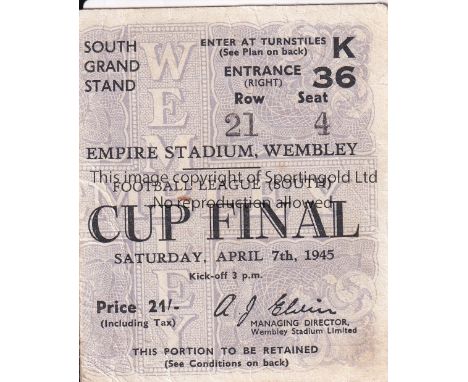 SOUTH GRAND STAND
ENTER AT TURNSTILES K
(See Plan on back)
ENTRANCE 36
(RIGHT)
Row Seat
21 4
EMPIRE STADIUM, WEMBLEY
This image copyright of Sportingold Ltd
FOOTBALL LEAGUE (SOUTH)
No reproduction allowed
CUP FINAL
SATURDAY, APRIL 7th, 1945
Kick-off 3 p.m.
Price 21/-
(Including Tax)
A. J. Elvin
MANAGING DIRECTOR,
Wembley Stadium Limited
THIS PORTION TO BE RETAINED
(See Conditions on back)
WEMBLEY
WEMBLEY